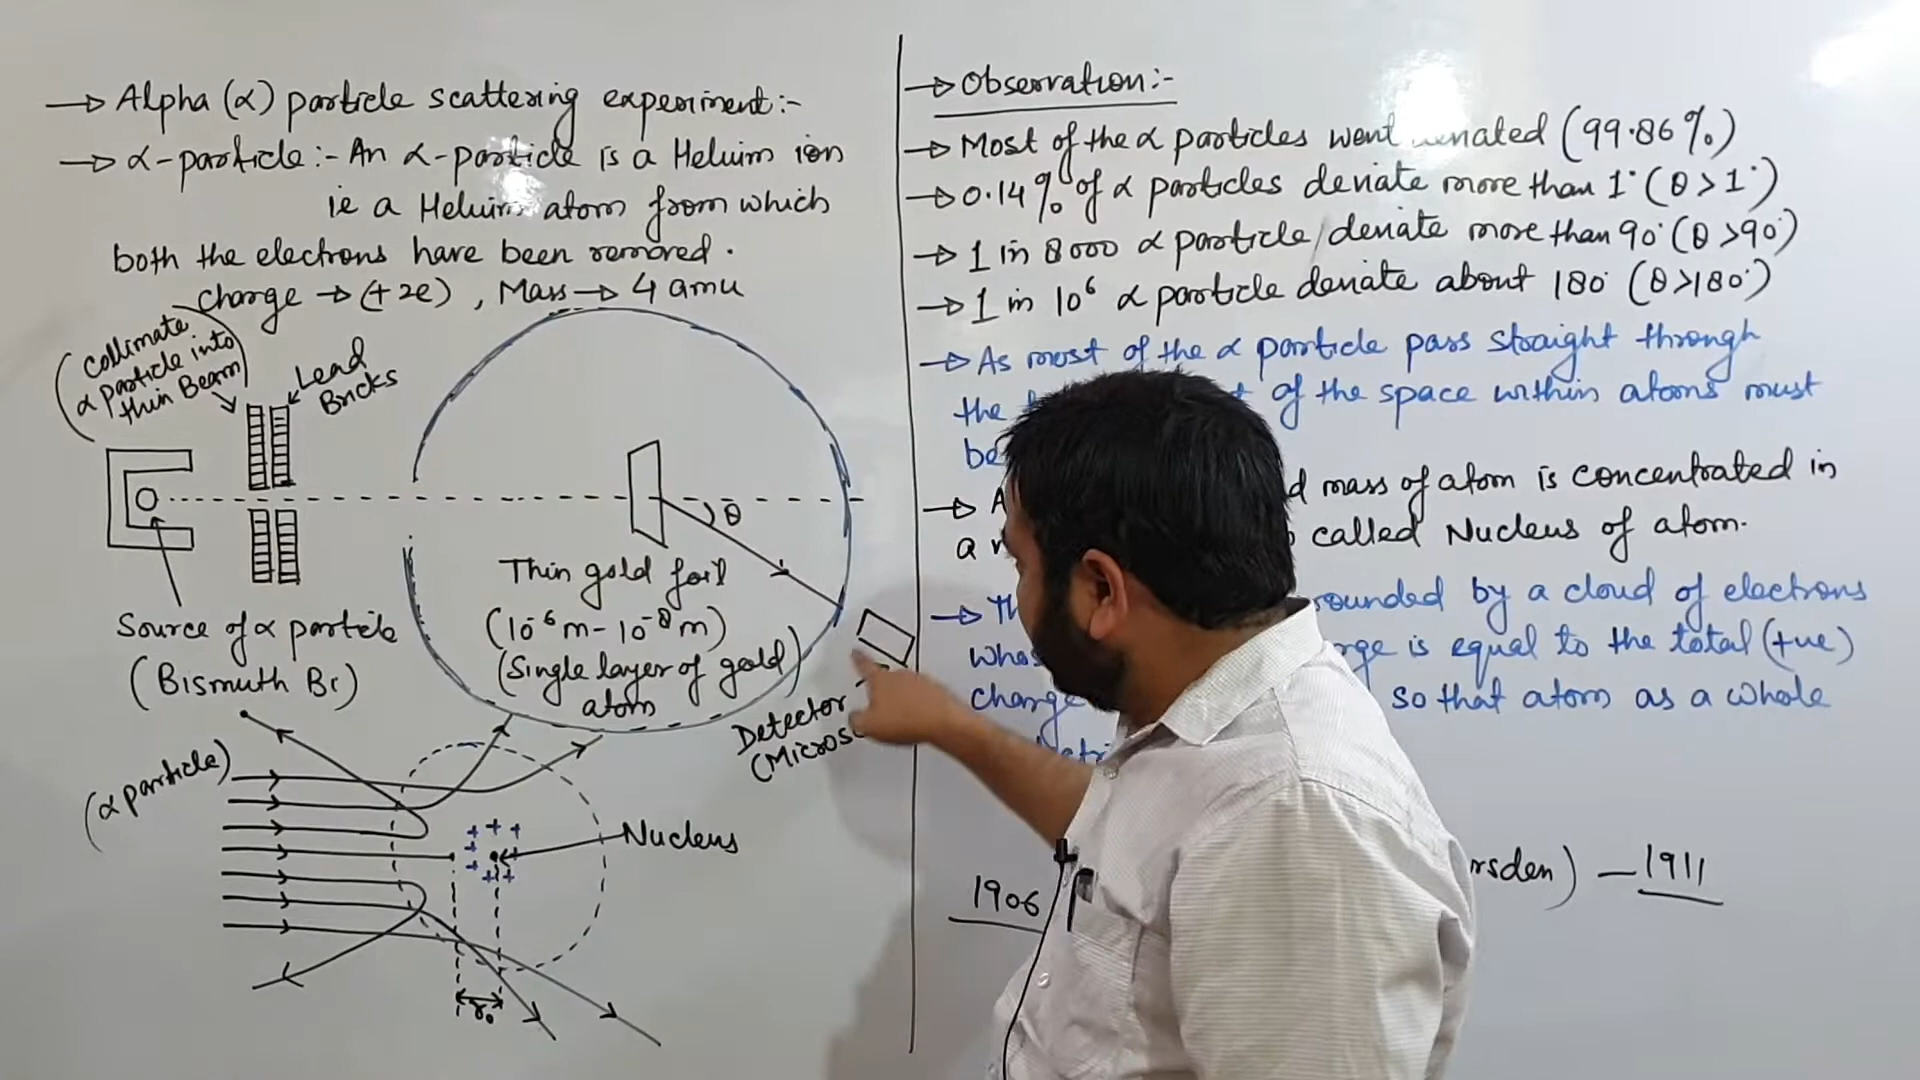 → Alpha (α) particle scattering experiment:-
→ α-particle:- An α-particle is a Heluim ion
ie a Heluim atom from which
both the electrons have been removed.
Charge → (+2e), Mass → 4 amu
(Collimate
α particle into
thin Beam)
Lead
Bricks
θ
Thin gold foil
(10⁻⁶m-10⁻⁸m)
(Single layer of gold)
atom
Source of α particle
(Bismuth Bi)
Detector
(Micros
(α particle)
+ + +
+
+
+ +
Nucleus
r₀
→ Observation:-
→ Most of the α particles went (99.86%)
→ 0.14% of α particles deviate more than 1° (θ>1°)
→ 1 in 8000 α particle deviate more than 90° (θ>90°)
→ 1 in 10⁶ α particle deviate about 180° (θ>180°)
→ As most of the α particle pass straight through
the of the space within atoms must
be
→ mass of atom is concentrated in
a called Nucleus of atom.
→ by a cloud of electrons
is equal to the total (+ve)
charge so that atom as a whole
1906
rsden) - 1911